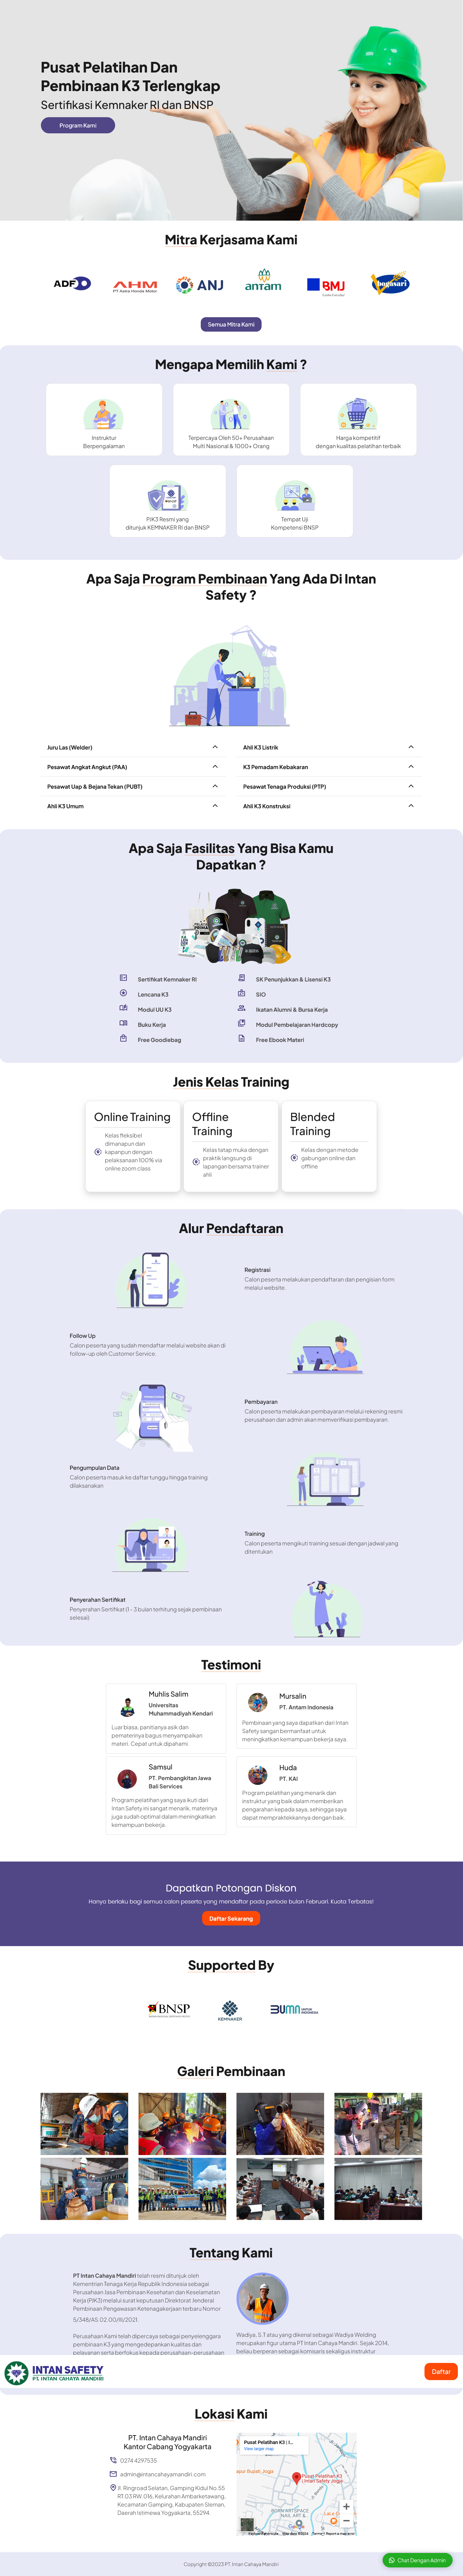 Pusat Pelatihan Dan
Pembinaan K3 Terlengkap
Sertifikasi Kemnaker RI dan BNSP
Program Kami
Mitra Kerjasama Kami
ADF
AHM
PT Astra Honda Motor
ANJ
antam
BMJ
bogasari
Semua Mitra Kami
Mengapa Memilih Kami ?
Instruktur
Berpengalaman
Terpercaya Oleh 50+ Perusahaan
Multi Nasional & 1000+ Orang
Harga kompetitif
dengan kualitas pelatihan terbaik
PJK3 Resmi yang
ditunjuk KEMNAKER RI dan BNSP
Tempat Uji
Kompetensi BNSP
Apa Saja Program Pembinaan Yang Ada Di Intan
Safety ?
Juru Las (Welder)
Ahli K3 Listrik
Pesawat Angkat Angkut (PAA)
K3 Pemadam Kebakaran
Pesawat Uap & Bejana Tekan (PUBT)
Pesawat Tenaga Produksi (PTP)
Ahli K3 Umum
Ahli K3 Konstruksi
Apa Saja Fasilitas Yang Bisa Kamu
Dapatkan ?
Sertifikat Kemnaker RI
SK Penunjukkan & Lisensi K3
Lencana K3
SIO
Modul UU K3
Ikatan Alumni & Bursa Kerja
Buku Kerja
Modul Pembelajaran Hardcopy
Free Goodiebag
Free Ebook Materi
Jenis Kelas Training
Online Training
Kelas fleksibel
dimanapun dan
kapanpun dengan
pelaksanaan 100% via
online zoom class
Offline
Training
Kelas tatap muka dengan
praktik langsung di
lapangan bersama trainer
ahli
Blended
Training
Kelas dengan metode
gabungan online dan
offline
Alur Pendaftaran
Registrasi
Calon peserta melakukan pendaftaran dan pengisian form
melalui website.
Follow Up
Calon peserta yang sudah mendaftar melalui website akan di
follow-up oleh Customer Service.
Pembayaran
Calon peserta melakukan pembayaran melalui rekening resmi
perusahaan dan admin akan memverifikasi pembayaran.
Pengumpulan Data
Calon peserta masuk ke daftar tunggu hingga training
dilaksanakan
Training
Calon peserta mengikuti training sesuai dengan jadwal yang
ditentukan
Penyerahan Sertifikat
Penyerahan Sertifikat (1 - 3 bulan terhitung sejak pembinaan
selesai)
Testimoni
Muhlis Salim
Universitas
Muhammadiyah Kendari
Luar biasa, panitianya asik dan
pematerinya bagus menyampaikan
materi. Cepat untuk dipahami.
Mursalin
PT. Antam Indonesia
Pembinaan yang saya dapatkan dari Intan
Safety sangan bermanfaat untuk
meningkatkan kemampuan bekerja saya.
Samsul
PT. Pembangkitan Jawa
Bali Services
Program pelatihan yang saya ikuti dari
Intan Safety ini sangat menarik, materinya
juga sudah optimal dalam meningkatkan
kemampuan bekerja
Huda
PT. KAI
Program pelatihan yang menarik dan
instruktur yang baik dalam memberikan
pengarahan kepada saya, sehingga saya
dapat mempraktekkannya dengan baik.
Dapatkan Potongan Diskon
Hanya berlaku bagi semua calon peserta yang mendaftar pada periode bulan Februari. Kuota Terbatas!
Daftar Sekarang
Supported By
BNSP
KEMNAKER
BUMN UNTUK INDONESIA
Galeri Pembinaan
Tentang Kami
PT Intan Cahaya Mandiri telah resmi ditunjuk oleh
Kementrian Tenaga Kerja Republik Indonesia sebagai
Perusahaan Jasa Pembinaan Kesehatan dan Keselamatan
Kerja (PJK3) melalui surat keputusan Direktorat Jenderal
Pembinaan Pengawasan Ketenagakerjaan terbaru Nomor
5/348/AS.02.00/III/2021.
Perusahaan Kami telah dipercaya sebagai penyelenggara
pembinaan K3 yang mengedepankan kualitas dan
pelayanan serta berfokus kepada perusahaan-perusahaan
Wadiya, S.T atau yang dikenal sebagai Wadiya Welding
merupakan figur utama PT Intan Cahaya Mandiri. Sejak 2014,
beliau berperan sebagai komisaris sekaligus instruktur
INTAN SAFETY
PT. INTAN CAHAYA MANDIRI
Daftar
Lokasi Kami
PT. Intan Cahaya Mandiri
Kantor Cabang Yogyakarta
0274 4297535
admin@intancahayamandiri.com
Jl. Ringroad Selatan, Gamping Kidul No.55
RT.03 RW.016, Kelurahan Ambarketawang,
Kecamatan Gamping, Kabupaten Sleman,
Daerah Istimewa Yogyakarta, 55294.
Pusat Pelatihan K3 | I...
View larger map
Pusat Pelatihan K3
Copyright ©2023 PT. Intan Cahaya Mandiri
Chat Dengan Admin